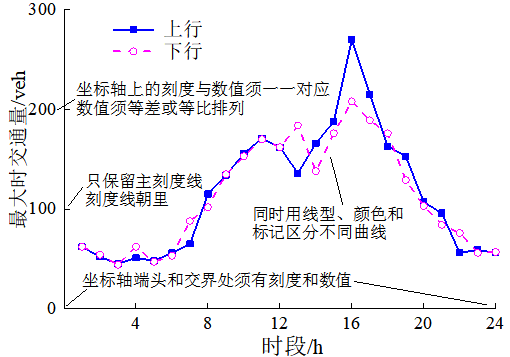 300
上行
下行
坐标轴上的刻度与数值须一一对应
数值须等差或等比排列
200
最大时交通量/veh
只保留主刻度线
刻度线朝里
100
同时用线型、颜色和
标记区分不同曲线
坐标轴端头和交界处须有刻度和数值
0
4
8
12
16
20
24
时段/h